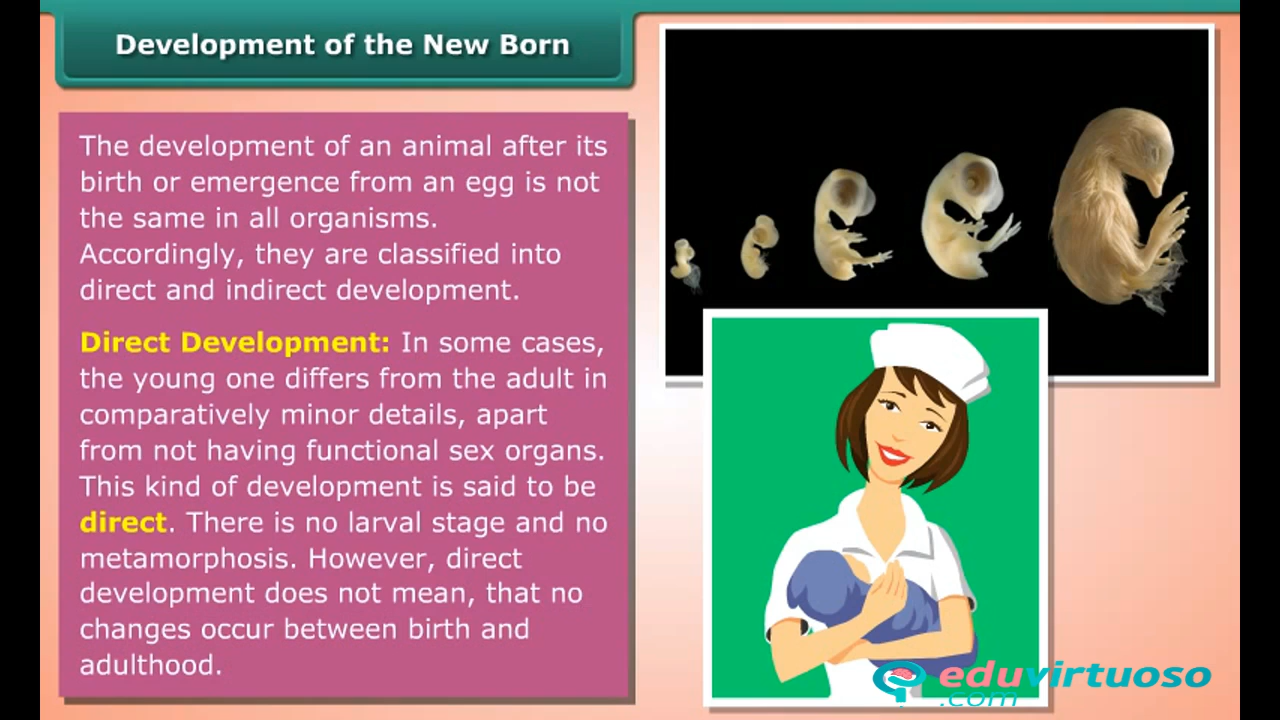 Development of the New Born
The development of an animal after its
birth or emergence from an egg is not
the same in all organisms.
Accordingly, they are classified into
direct and indirect development.
Direct Development: In some cases,
the young one differs from the adult in
comparatively minor details, apart
from not having functional sex organs.
This kind of development is said to be
direct. There is no larval stage and no
metamorphosis. However, direct
development does not mean, that no
changes occur between birth and
adulthood.
eduvirtuoso
.com